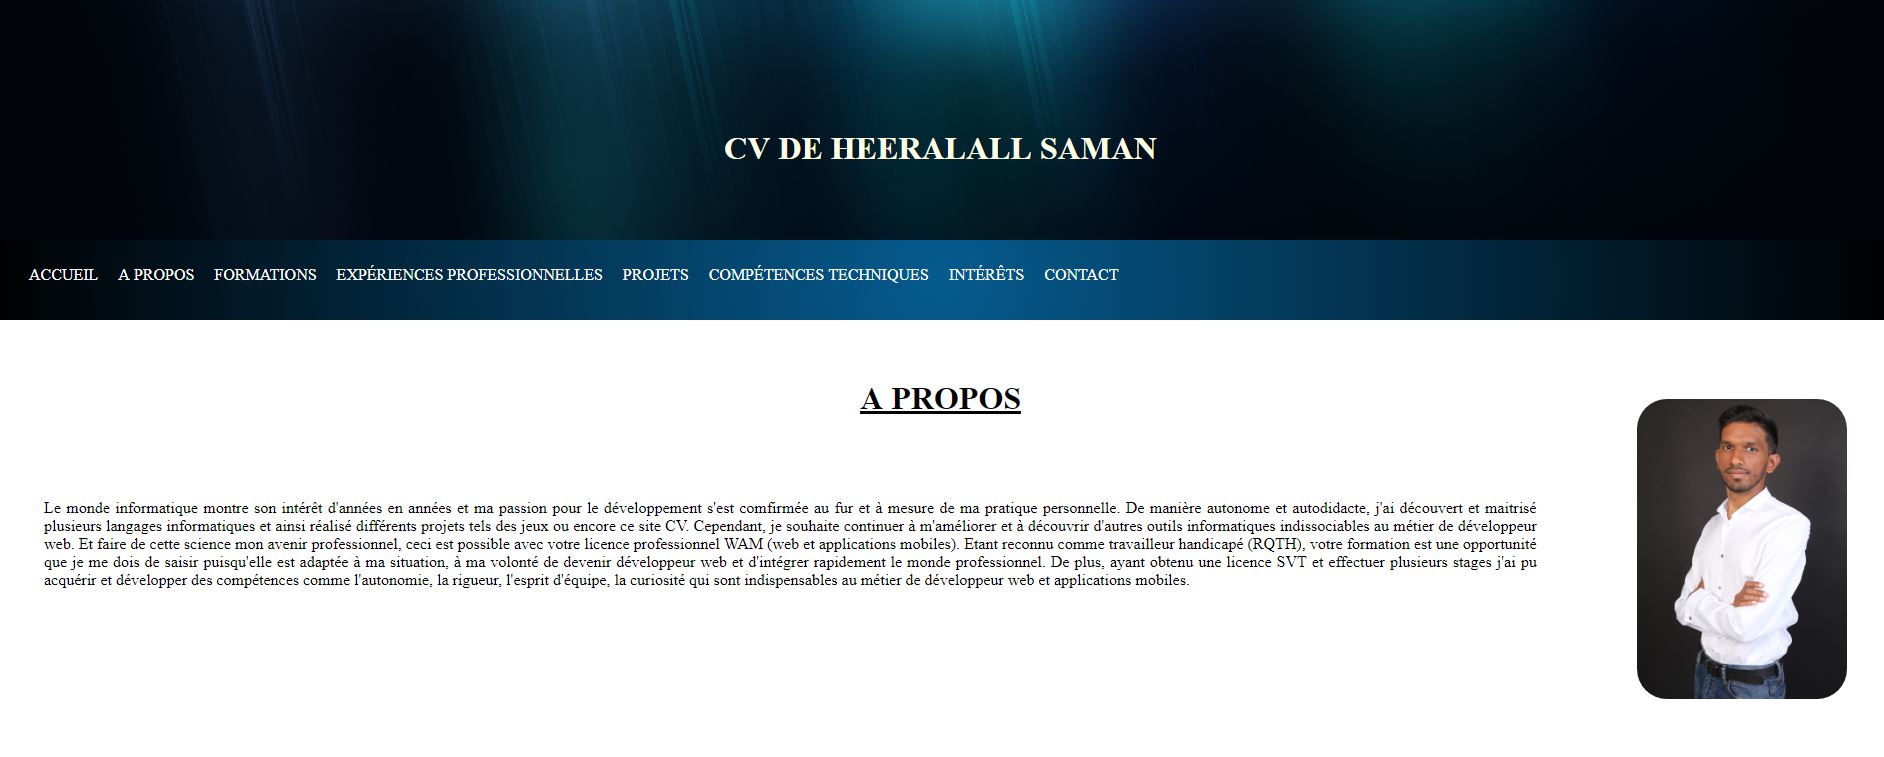 CV DE HEERALALL SAMAN
ACCUEIL A PROPOS FORMATIONS EXPÉRIENCES PROFESSIONNELLES PROJETS COMPÉTENCES TECHNIQUES INTÉRÊTS CONTACT
A PROPOS
Le monde informatique montre son intérêt d'années en années et ma passion pour le développement s'est comfirmée au fur et à mesure de ma pratique personnelle. De manière autonome et autodidacte, j'ai découvert et maitrisé
plusieurs langages informatiques et ainsi réalisé différents projets tels des jeux ou encore ce site CV. Cependant, je souhaite continuer à m'améliorer et à découvrir d'autres outils informatiques indissociables au métier de développeur
web. Et faire de cette science mon avenir professionnel, ceci est possible avec votre licence professionnel WAM (web et applications mobiles). Etant reconnu comme travailleur handicapé (RQTH), votre formation est une opportunité
que je me dois de saisir puisqu'elle est adaptée à ma situation, à ma volonté de devenir développeur web et d'intégrer rapidement le monde professionnel. De plus, ayant obtenu une licence SVT et effectuer plusieurs stages j'ai pu
acquérir et développer des compétences comme l'autonomie, la rigueur, l'esprit d'équipe, la curiosité qui sont indispensables au métier de développeur web et applications mobiles.